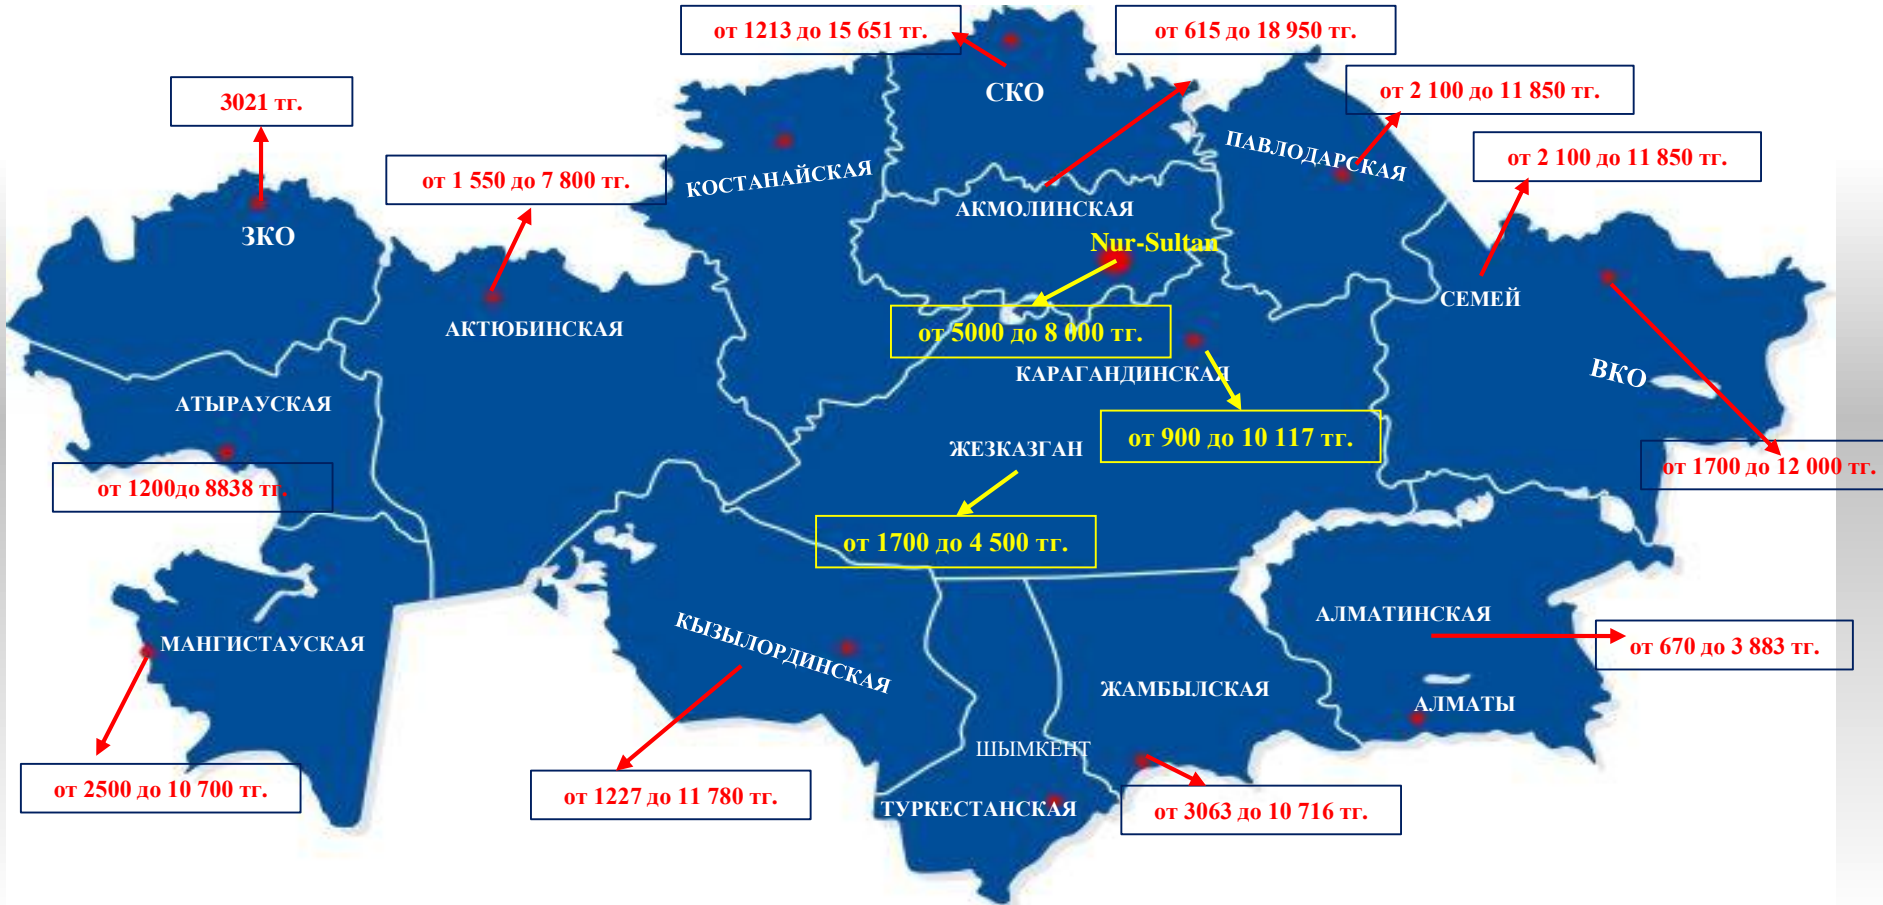 от 1213 до 15 651 тг.
от 615 до 18 950 тг.
3021 тг.
СКО
от 2 100 до 11 850 тг.
ПАВЛОДАРСКАЯ
от 1 550 до 7 800 тг.
КОСТАНАЙСКАЯ
от 2 100 до 11 850 тг.
АКМОЛИНСКАЯ
ЗКО
Nur-Sultan
СЕМЕЙ
АКТЮБИНСКАЯ
от 5000 до 8 000 тг.
КАРАГАНДИНСКАЯ
ВКО
АТЫРАУСКАЯ
от 900 до 10 117 тг.
ЖЕЗКАЗГАН
от 1700 до 12 000 тг.
от 1200до 8838 тг.
от 1700 до 4 500 тг.
АЛМАТИНСКАЯ
МАНГИСТАУСКАЯ
КЫЗЫЛОРДИНСКАЯ
от 670 до 3 883 тг.
ЖАМБЫЛСКАЯ
АЛМАТЫ
ШЫМКЕНТ
от 2500 до 10 700 тг.
от 1227 до 11 780 тг.
ТУРКЕСТАНСКАЯ
от 3063 до 10 716 тг.